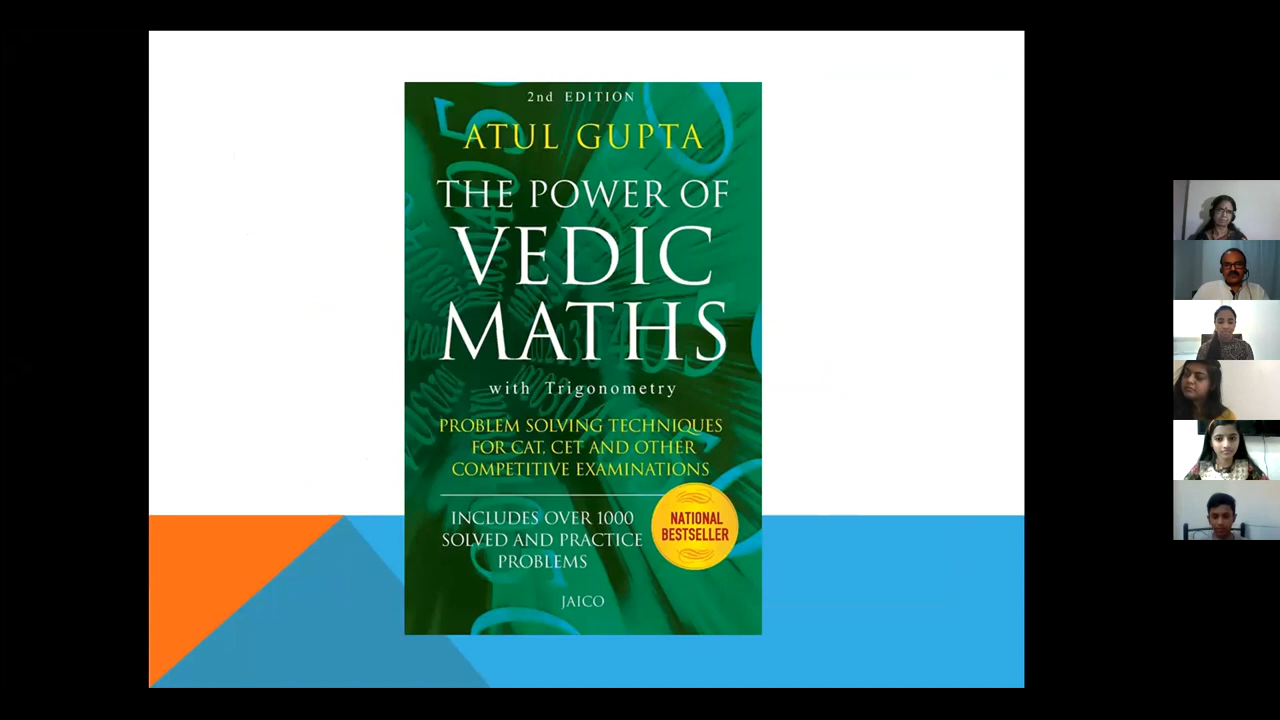 2nd EDITION
ATUL GUPTA
THE POWER OF
VEDIC
MATHS
with Trigonometry
PROBLEM SOLVING TECHNIQUES
FOR CAT, CET AND OTHER
COMPETITIVE EXAMINATIONS
INCLUDES OVER 1000
SOLVED AND PRACTICE
PROBLEMS
NATIONAL
BESTSELLER
JAICO